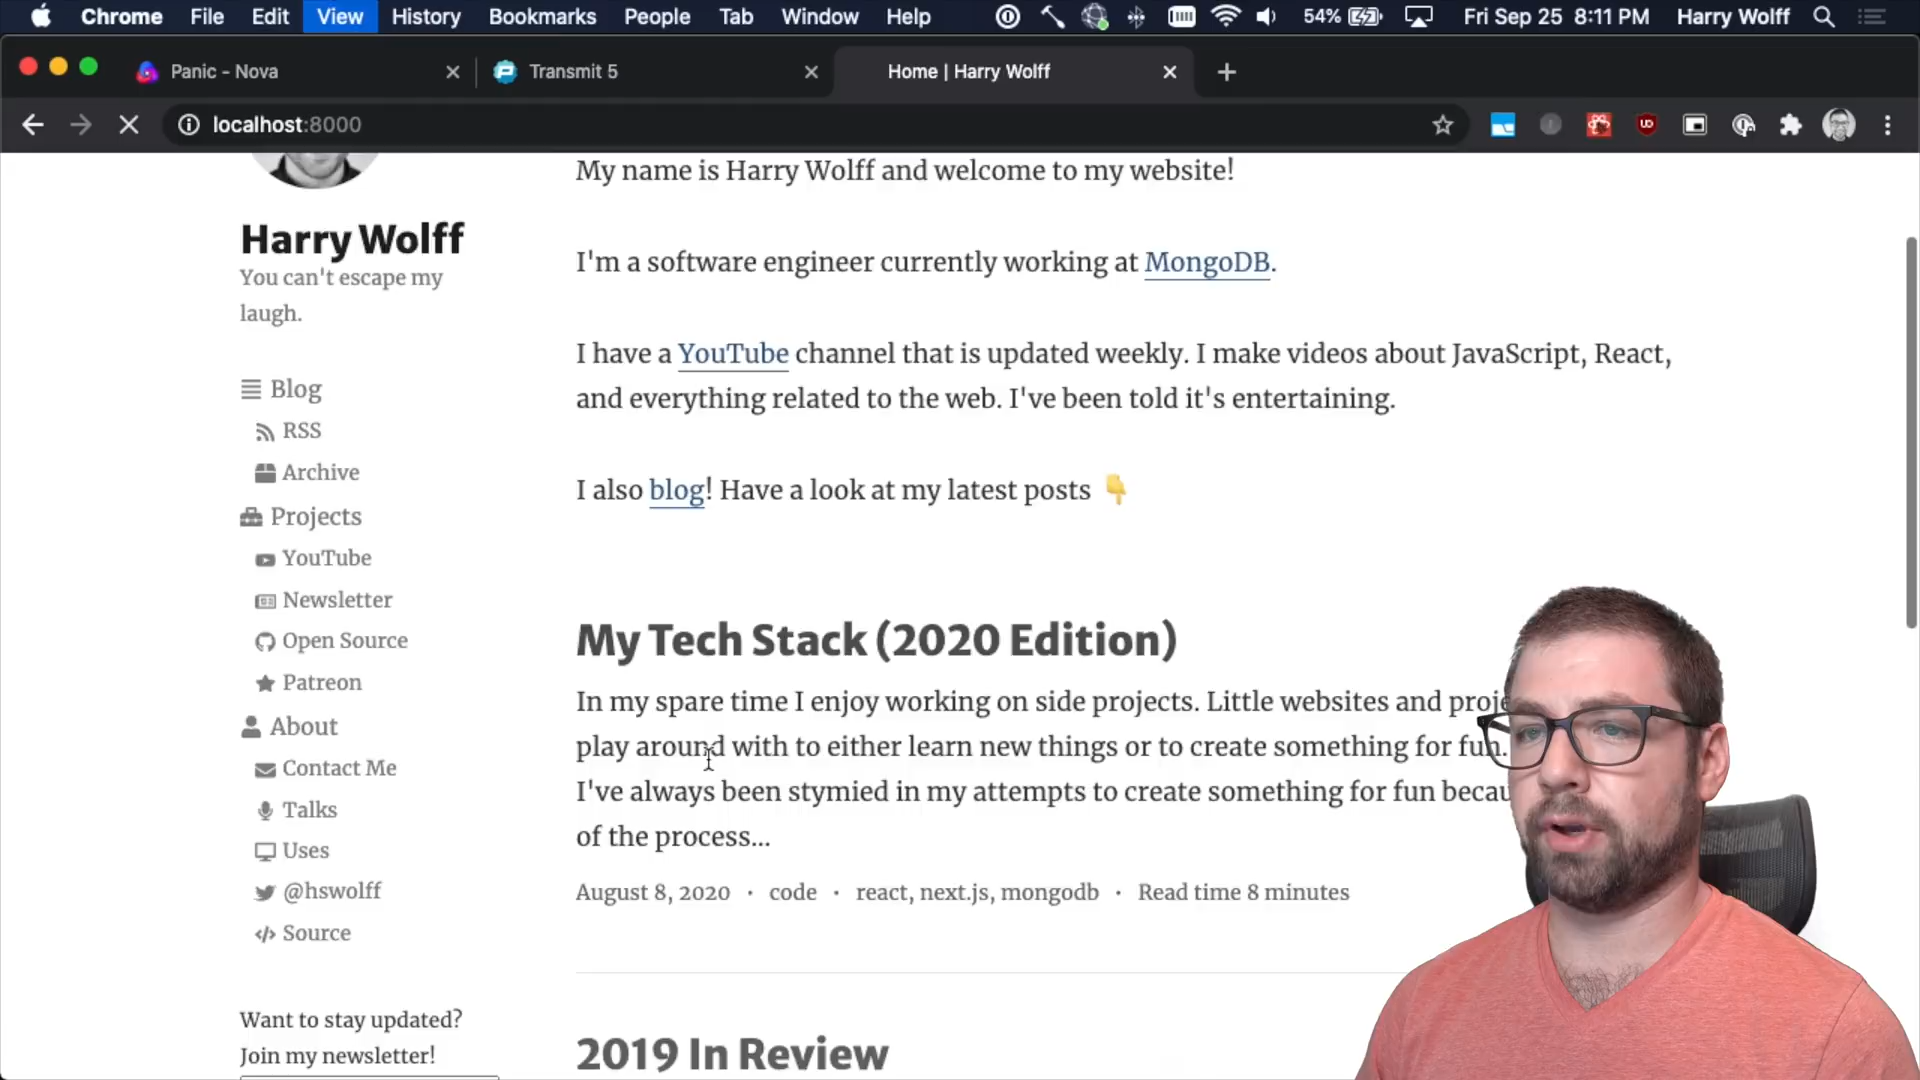 Chrome File Edit View History Bookmarks People Tab Window Help 54% Fri Sep 25 8:11 PM Harry Wolff
Panic - Nova
Transmit 5
Home | Harry Wolff
localhost:8000
My name is Harry Wolff and welcome to my website!
Harry Wolff
You can't escape my
laugh.
I'm a software engineer currently working at MongoDB.
I have a YouTube channel that is updated weekly. I make videos about JavaScript, React,
and everything related to the web. I've been told it's entertaining.
I also blog! Have a look at my latest posts 👇
Blog
RSS
Archive
Projects
YouTube
Newsletter
Open Source
Patreon
About
Contact Me
Talks
Uses
@hswolff
Source
Want to stay updated?
Join my newsletter!
My Tech Stack (2020 Edition)
In my spare time I enjoy working on side projects. Little websites and
play around with to either learn new things or to create something for fun.
I've always been stymied in my attempts to create something for fun
of the process...
August 8, 2020 · code · react, next.js, mongodb · Read time 8 minutes
2019 In Review